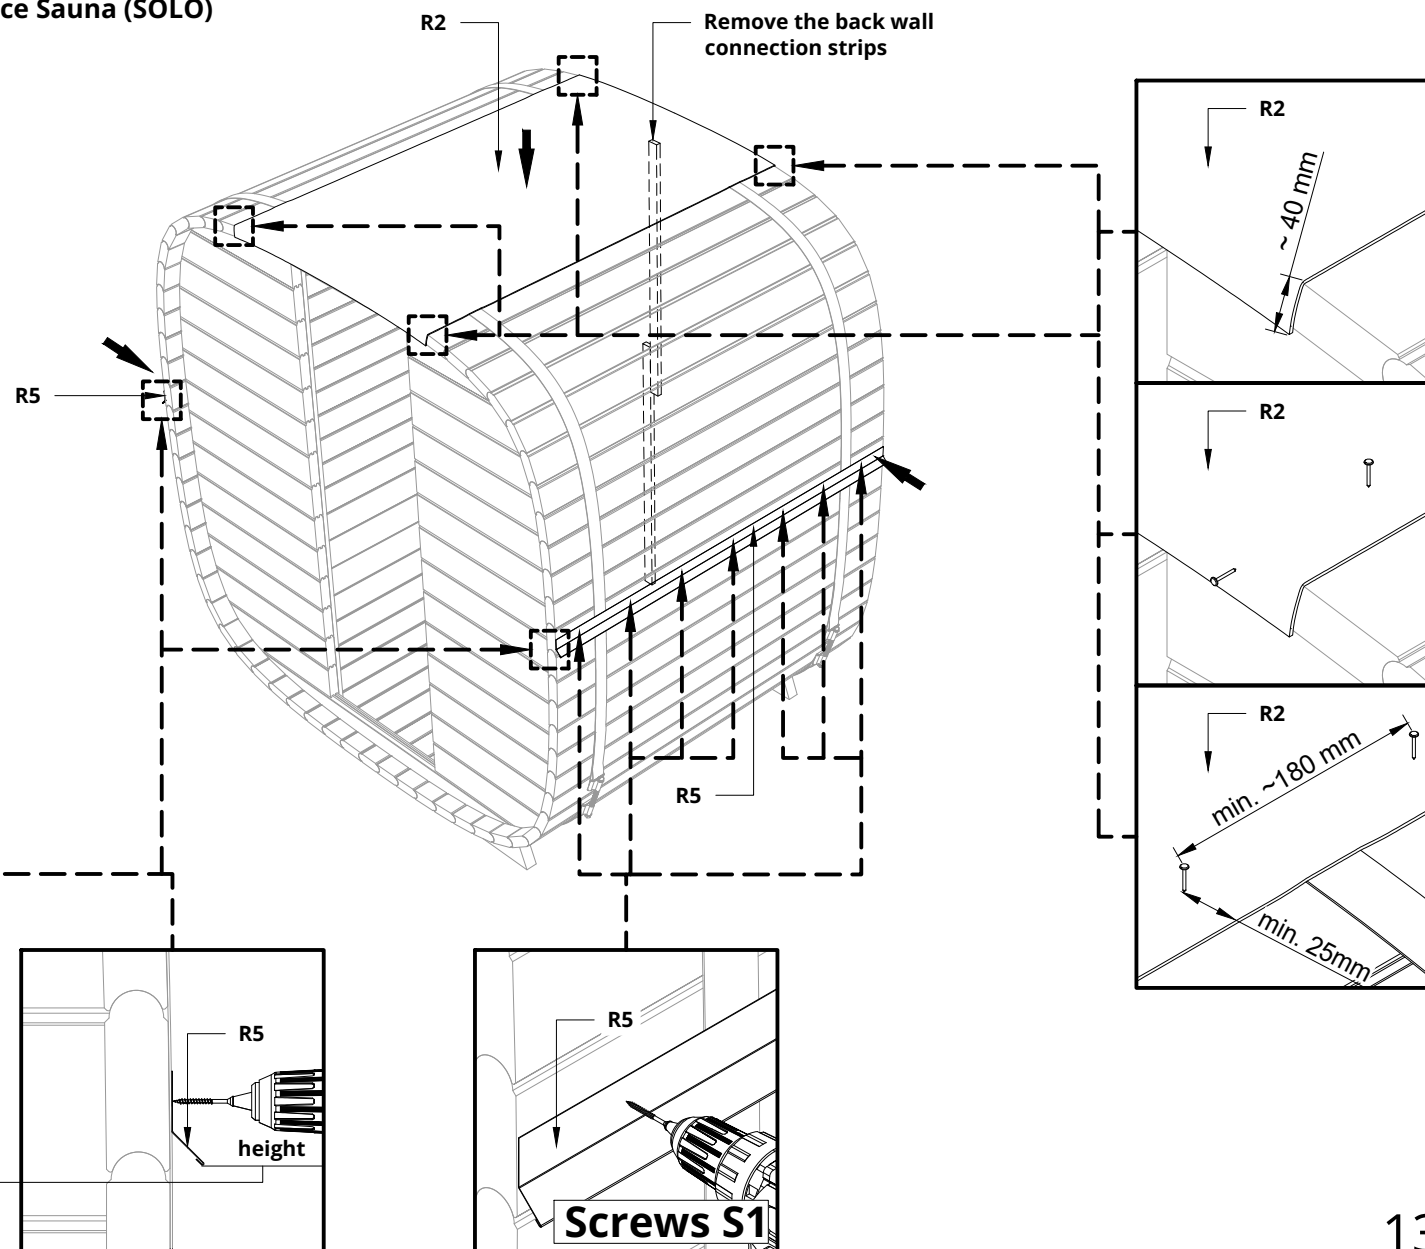 ce Sauna (SOLO)
R2
Remove the back wall
connection strips
R2
~ 40 mm
R5
R2
R2
min. ~180 mm
min. 25mm
R5
R5
height
R5
Screws S1
13